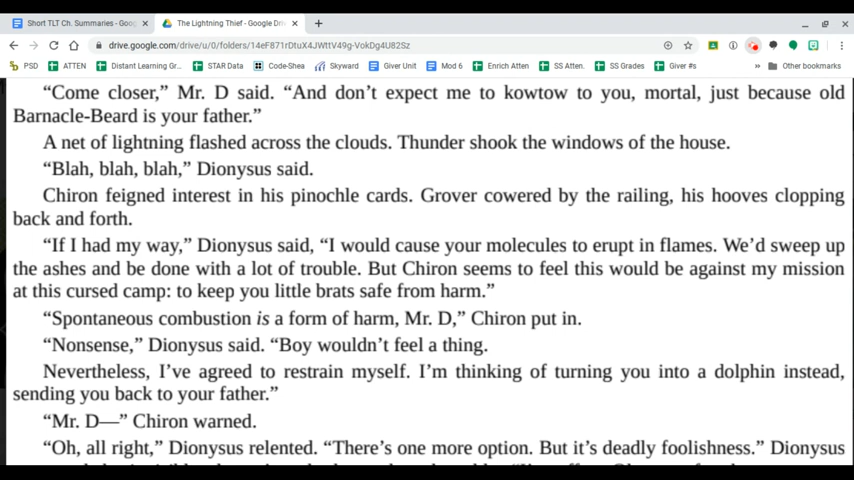 Short TLT Ch. Summaries - Goog
The Lightning Thief - Google Driv
drive.google.com/drive/u/0/folders/14eF871rDtuX4JWttV49g-VokDg4U82Sz
PSD ATTEN Distant Learning Gr... STAR Data Code-Shea Skyward Giver Unit Mod 6 Enrich Atten SS Atten. SS Grades Giver #s » Other bookmarks
“Come closer,” Mr. D said. “And don’t expect me to kowtow to you, mortal, just because old
Barnacle-Beard is your father.”
A net of lightning flashed across the clouds. Thunder shook the windows of the house.
“Blah, blah, blah,” Dionysus said.
Chiron feigned interest in his pinochle cards. Grover cowered by the railing, his hooves clopping
back and forth.
“If I had my way,” Dionysus said, “I would cause your molecules to erupt in flames. We’d sweep up
the ashes and be done with a lot of trouble. But Chiron seems to feel this would be against my mission
at this cursed camp: to keep you little brats safe from harm.”
“Spontaneous combustion is a form of harm, Mr. D,” Chiron put in.
“Nonsense,” Dionysus said. “Boy wouldn’t feel a thing.
Nevertheless, I’ve agreed to restrain myself. I’m thinking of turning you into a dolphin instead,
sending you back to your father.”
“Mr. D—” Chiron warned.
“Oh, all right,” Dionysus relented. “There’s one more option. But it’s deadly foolishness.” Dionysus